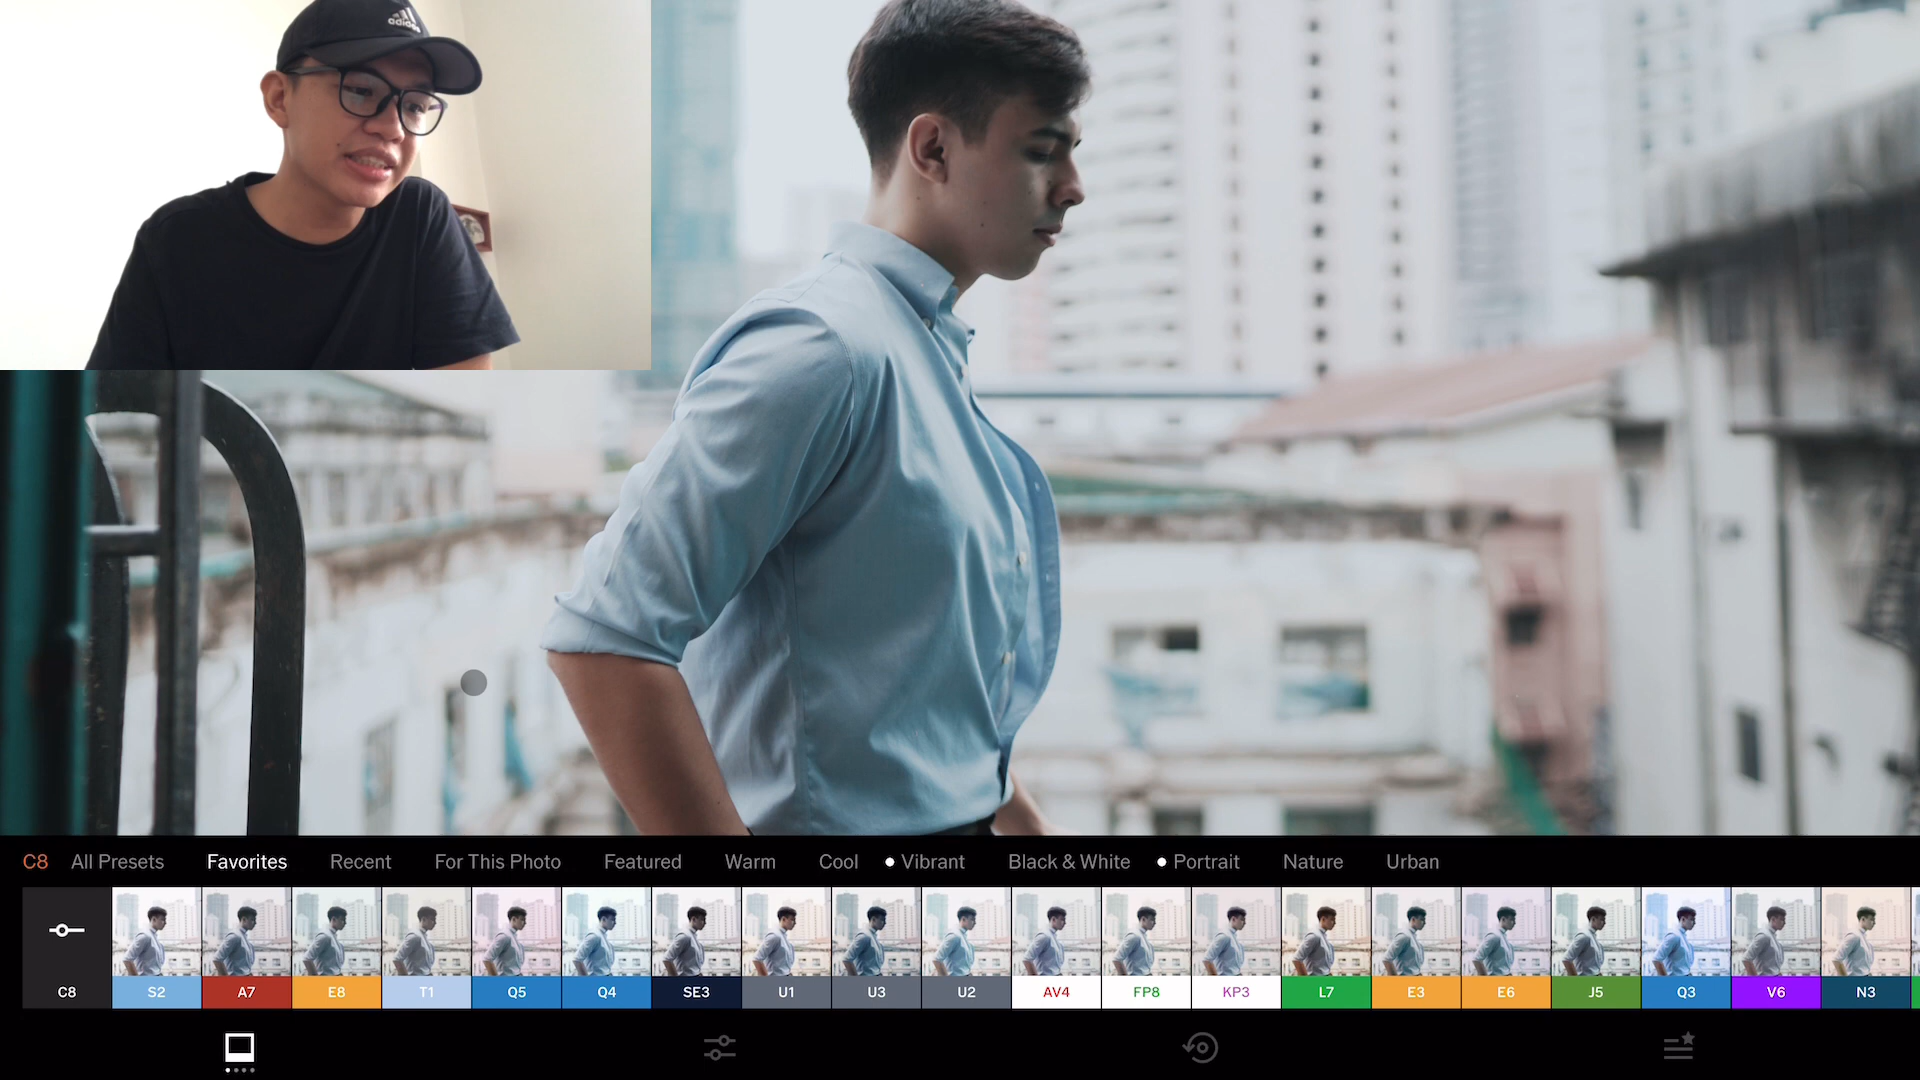 adidas
C8 All Presets Favorites Recent For This Photo Featured Warm Cool Vibrant Black & White Portrait Nature Urban
C8 S2 A7 E8 T1 Q5 Q4 SE3 U1 U3 U2 AV4 FP8 KP3 L7 E3 E6 J5 Q3 V6 N3